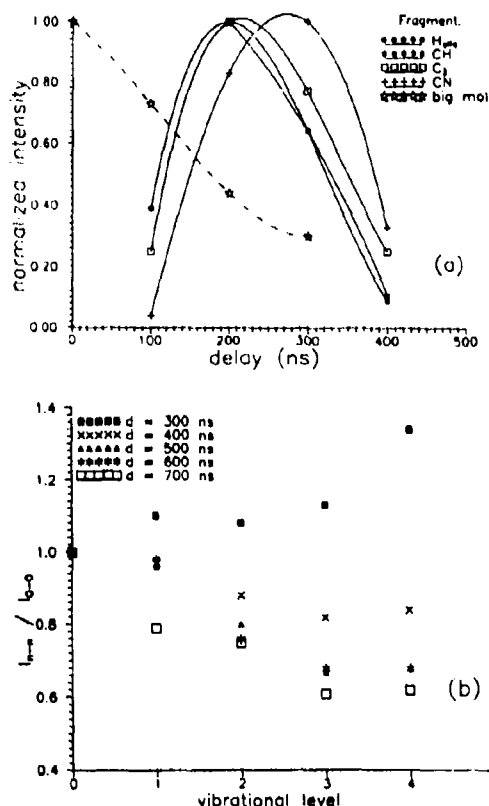 Fragment.
H
CH
C
CN
big mol
1.00
0.80
0.60
0.40
0.20
0.00
normalized intensity
0 100 200 300 400 500
delay (ns)
(a)
1.4
1.2
1.0
0.8
0.6
0.4
d = 300 ns
d = 400 ns
d = 500 ns
d = 600 ns
d = 700 ns
I / I
(b)
0 1 2 3 4
vibrational level